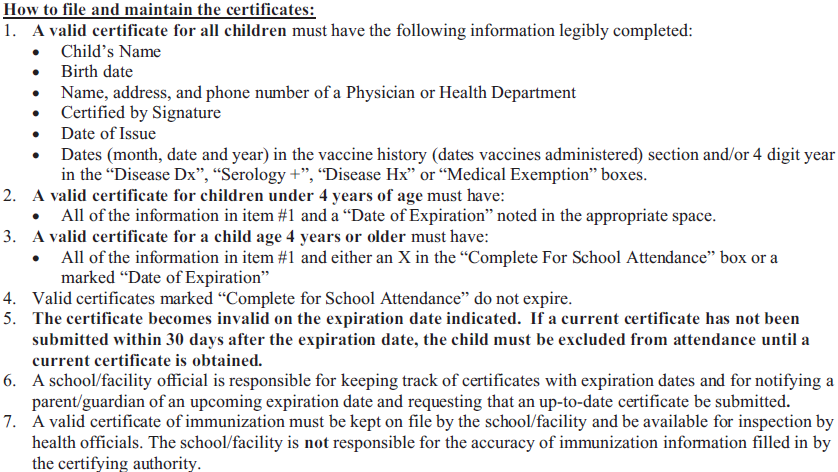 How to file and maintain the certificates:
1. A valid certificate for all children must have the following information legibly completed:
• Child's Name
• Birth date
• Name, address, and phone number of a Physician or Health Department
• Certified by Signature
• Date of Issue
• Dates (month, date and year) in the vaccine history (dates vaccines administered) section and/or 4 digit year
in the “Disease Dx”, “Serology +”, “Disease Hx” or “Medical Exemption” boxes.
2. A valid certificate for children under 4 years of age must have:
• All of the information in item #1 and a “Date of Expiration” noted in the appropriate space.
3. A valid certificate for a child age 4 years or older must have:
• All of the information in item #1 and either an X in the “Complete For School Attendance” box or a
marked “Date of Expiration”
4. Valid certificates marked “Complete for School Attendance” do not expire.
5. The certificate becomes invalid on the expiration date indicated. If a current certificate has not been
submitted within 30 days after the expiration date, the child must be excluded from attendance until a
current certificate is obtained.
6. A school/facility official is responsible for keeping track of certificates with expiration dates and for notifying a
parent/guardian of an upcoming expiration date and requesting that an up-to-date certificate be submitted.
7. A valid certificate of immunization must be kept on file by the school/facility and be available for inspection by
health officials. The school/facility is not responsible for the accuracy of immunization information filled in by
the certifying authority.